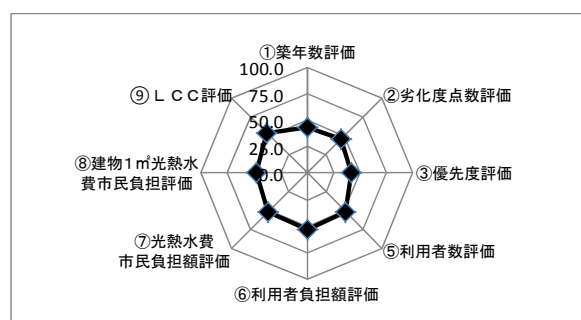 ①築年数評価
100.0
75.0
50.0
25.0
0.0
②劣化度点数評価
③優先度評価
⑤利用者数評価
⑥利用者負担額評価
⑦光熱水費
市民負担額評価
⑧建物1㎡光熱水
費市民負担評価
⑨ＬＣＣ評価